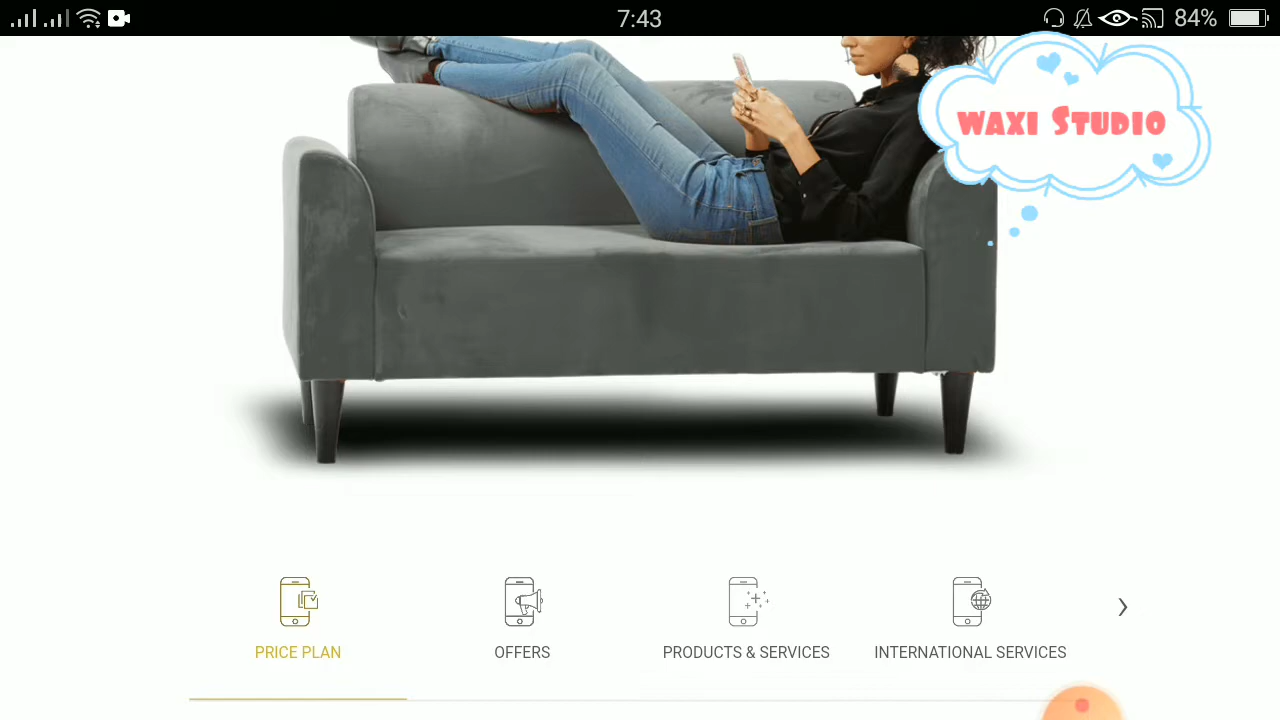 7:43
84%
WAXI STUDIO
PRICE PLAN
OFFERS
PRODUCTS & SERVICES
INTERNATIONAL SERVICES